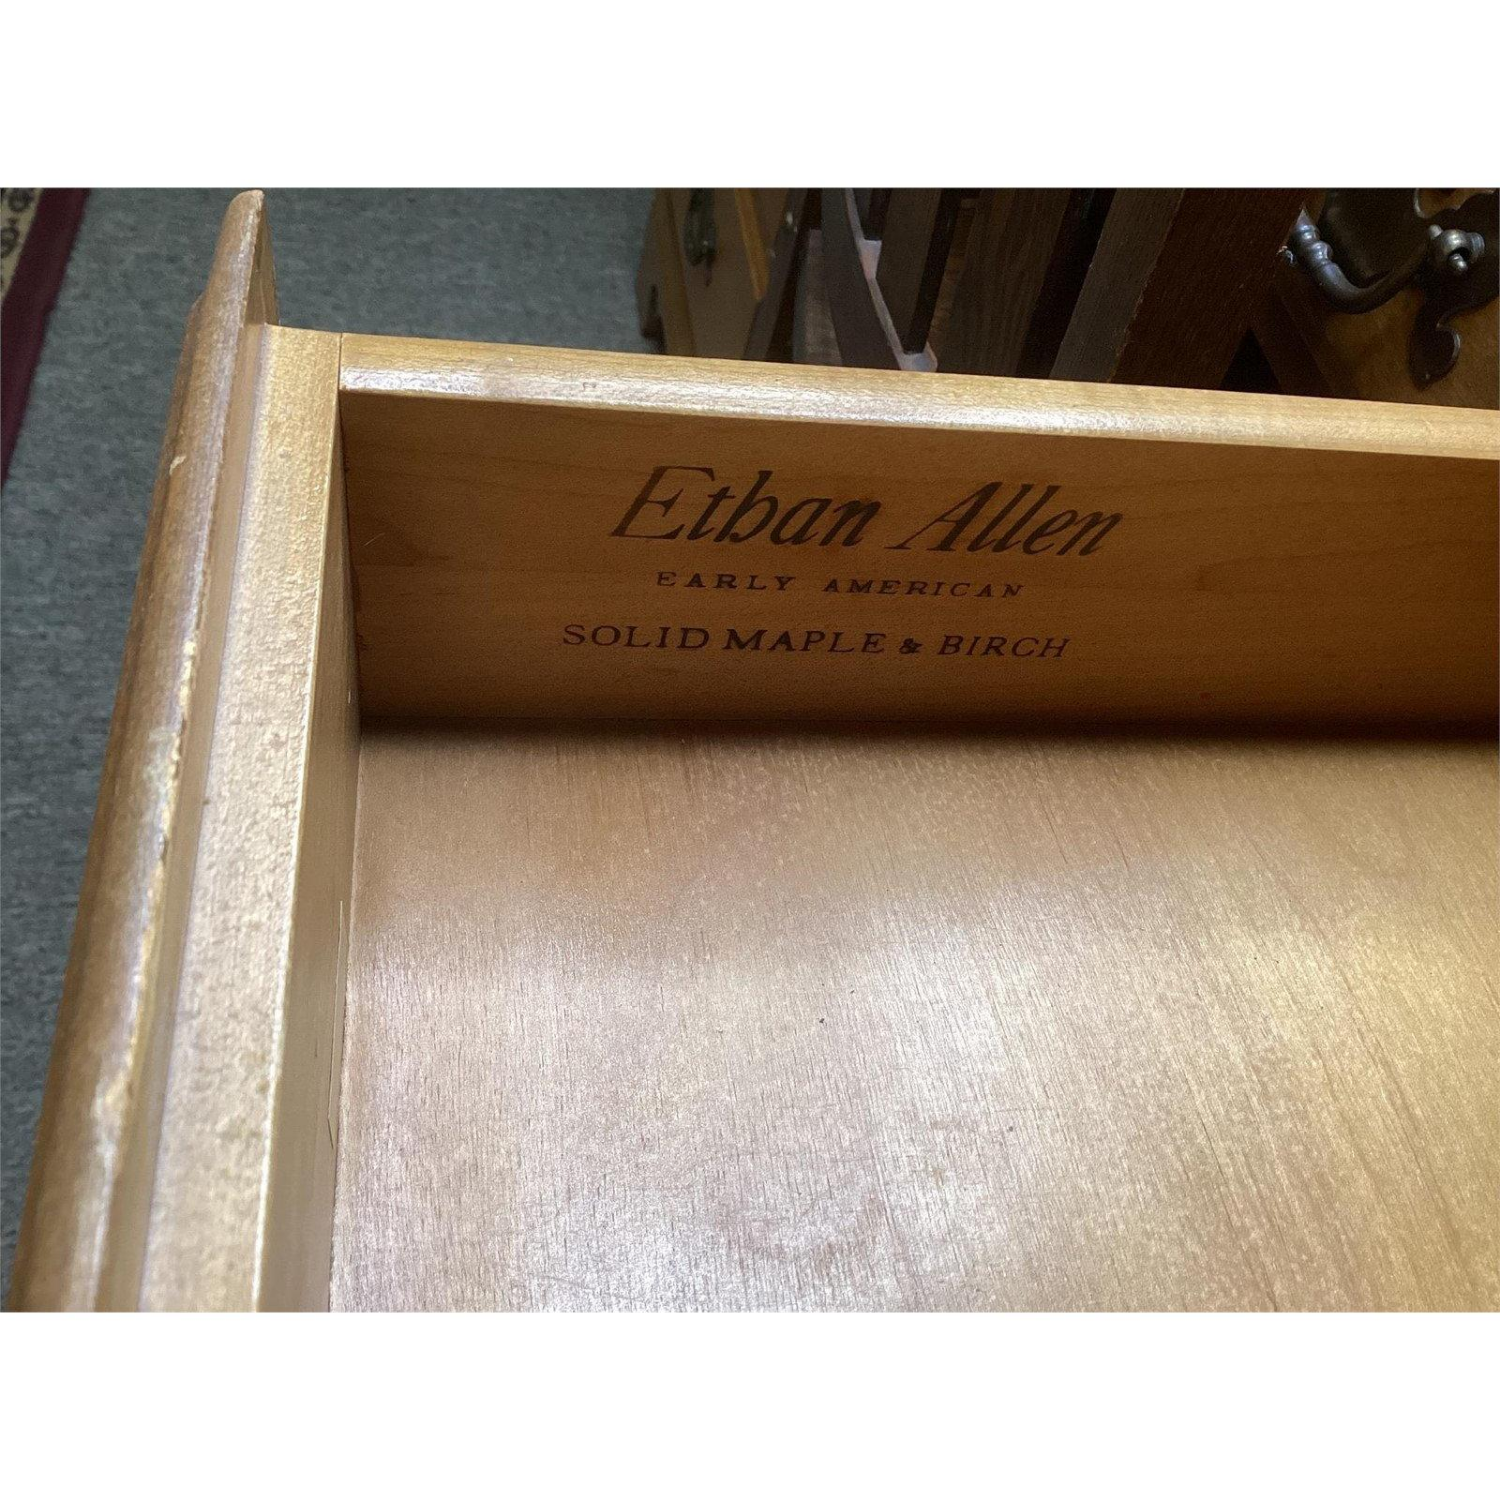 Ethan Allen
EARLY AMERICAN
SOLID MAPLE & BIRCH